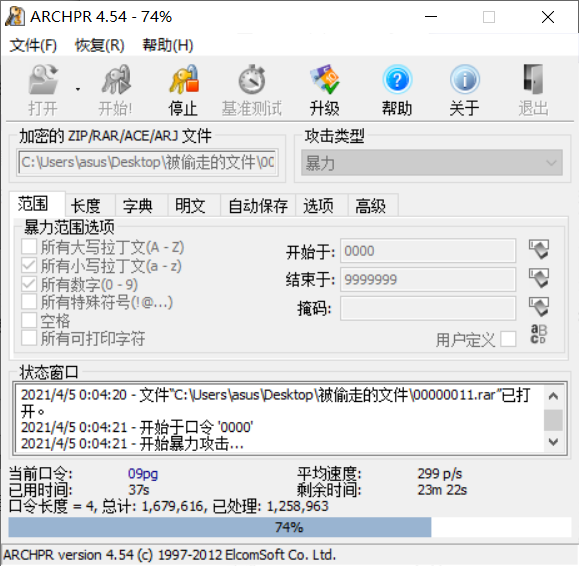 ARCHPR 4.54 - 74%
文件(F) 恢复(R) 帮助(H)
打开 开始! 停止 基准测试 升级 帮助 关于 退出
加密的 ZIP/RAR/ACE/ARJ 文件 攻击类型
C:\Users\asus\Desktop\被偷走的文件\00 暴力
范围 长度 字典 明文 自动保存 选项 高级
暴力范围选项
所有大写拉丁文(A - Z) 开始于: 0000
所有小写拉丁文(a - z)
所有数字(0 - 9) 结束于: 9999999
所有特殊符号(!@...) 掩码:
空格
所有可打印字符 用户定义
状态窗口
2021/4/5 0:04:20 - 文件“C:\Users\asus\Desktop\被偷走的文件\00000011.rar”已打
开。
2021/4/5 0:04:21 - 开始于口令 '0000'
2021/4/5 0:04:21 - 开始暴力攻击...
当前口令: 09pg 平均速度: 299 p/s
已用时间: 37s 剩余时间: 23m 22s
口令长度 = 4, 总计: 1,679,616, 已处理: 1,258,963
74%
ARCHPR version 4.54 (c) 1997-2012 ElcomSoft Co. Ltd.